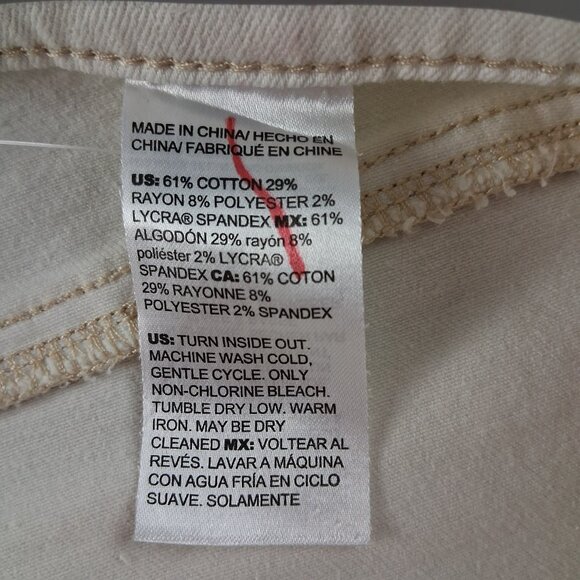 MADE IN CHINA/ HECHO EN
CHINA/ FABRIQUÉ EN CHINE
US: 61% COTTON 29%
RAYON 8% POLYESTER 2%
LYCRA® SPANDEX MX: 61%
ALGODÓN 29% rayón 8%
poliéster 2% LYCRA®
SPANDEX CA: 61% COTON
29% RAYONNE 8%
POLYESTER 2% SPANDEX
US: TURN INSIDE OUT.
MACHINE WASH COLD,
GENTLE CYCLE. ONLY
NON-CHLORINE BLEACH.
TUMBLE DRY LOW. WARM
IRON. MAY BE DRY
CLEANED MX: VOLTEAR AL
REVÉS. LAVAR A MÁQUINA
CON AGUA FRÍA EN CICLO
SUAVE. SOLAMENTE